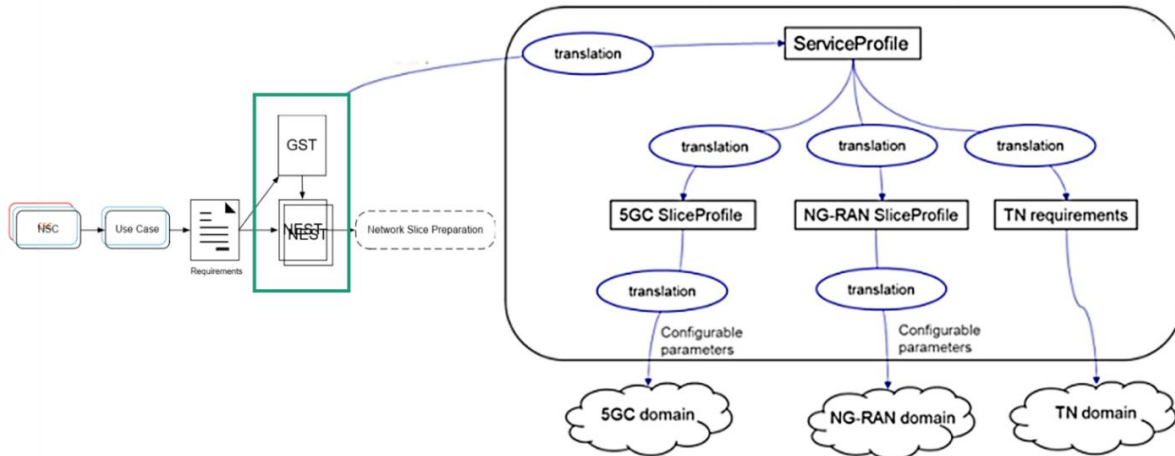 translation
ServiceProfile
GST
translation
translation
translation
NSC
Use Case
NEST
NEST
Network Slice Preparation
Requirements
5GC SliceProfile
NG-RAN SliceProfile
TN requirements
translation
translation
Configurable
parameters
Configurable
parameters
5GC domain
NG-RAN domain
TN domain